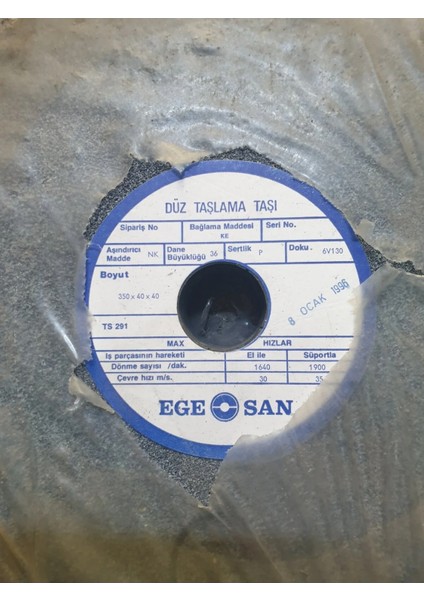 DÜZ TAŞLAMA TAŞI
Sipariş No Bağlama Maddesi Seri No.
KE
Aşındırıcı Madde NK Dane Büyüklüğü 36 Sertlik P Doku. 6V130
Boyut
350 x 40 x 40
8 OCAK 1996
TS 291
MAX HIZLAR
İş parçasının hareketi El ile Süportla
Dönme sayısı /dak. 1640 1900
Çevre hızı m/s. 30 35
EGE SAN